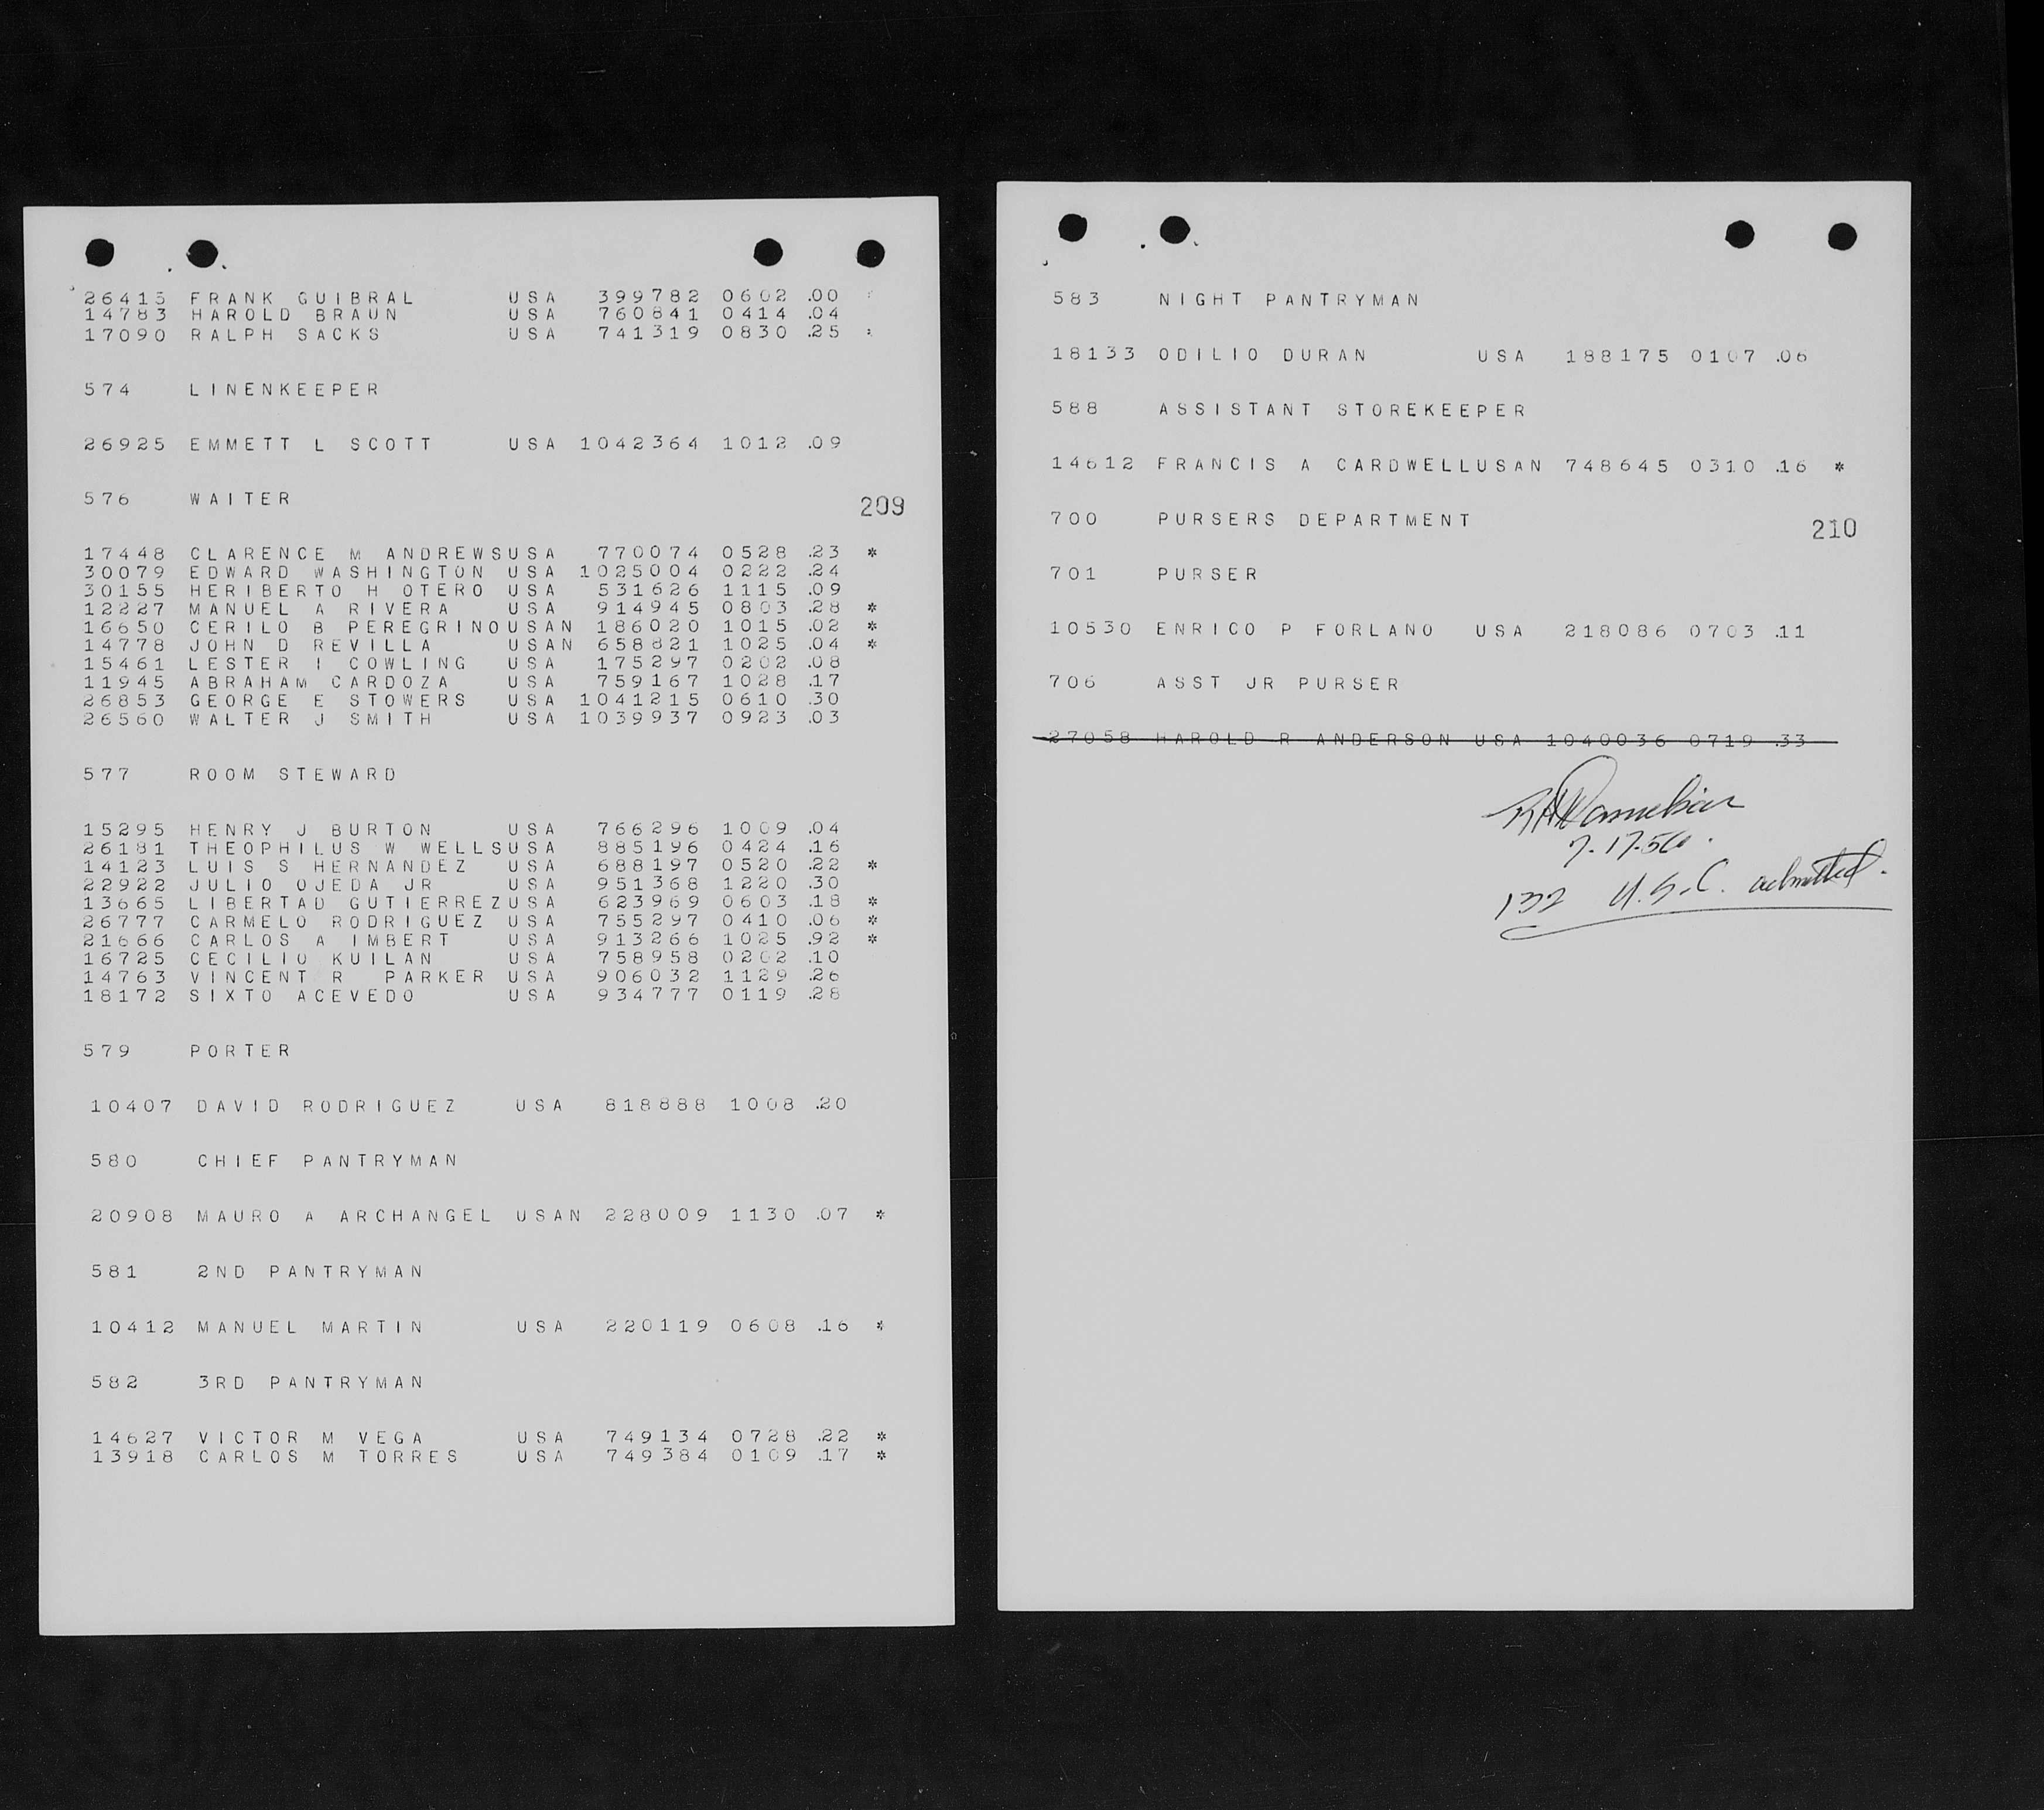 26415 FRANK GUIBRAL USA 399782 0602 .00
14783 HAROLD BRAUN USA 760841 0414 .04
17090 RALPH SACKS USA 741319 0830 .25
574 LINENKEEPER
26925 EMMETT L SCOTT USA 1042364 1012 .09
576 WAITER
209
17448 CLARENCE M ANDREWSUSA 770074 0528 .23 *
30079 EDWARD WASHINGTON USA 1025004 0222 .24
30155 HERIBERTO H OTERO USA 531626 1115 .09
12227 MANUEL A RIVERA USA 914945 0803 .28 *
16650 CERILO B PEREGRINOUSAN 186020 1015 .02 *
14778 JOHN D REVILLA USAN 658821 1025 .04 *
15461 LESTER I COWLING USA 175297 0202 .08
11945 ABRAHAM CARDOZA USA 759167 1028 .17
26853 GEORGE E STOWERS USA 1041215 0610 .30
26560 WALTER J SMITH USA 1039937 0923 .03
577 ROOM STEWARD
15295 HENRY J BURTON USA 766296 1009 .04
26181 THEOPHILUS W WELLSUSA 885196 0424 .16
14123 LUIS S HERNANDEZ USA 688197 0520 .22 *
22922 JULIO OJEDA JR USA 951368 1220 .30
13665 LIBERTAD GUTIERREZUSA 623969 0603 .18 *
26777 CARMELO RODRIGUEZ USA 755297 0410 .06 *
21666 CARLOS A IMBERT USA 913266 1025 .92 *
16725 CECILIO KUILAN USA 758958 0202 .10
14763 VINCENT R PARKER USA 906032 1129 .26
18172 SIXTO ACEVEDO USA 934777 0119 .28
579 PORTER
10407 DAVID RODRIGUEZ USA 818888 1008 .20
580 CHIEF PANTRYMAN
20908 MAURO A ARCHANGEL USAN 228009 1130 .07 *
581 2ND PANTRYMAN
10412 MANUEL MARTIN USA 220119 0608 .16 *
582 3RD PANTRYMAN
14627 VICTOR M VEGA USA 749134 0728 .22 *
13918 CARLOS M TORRES USA 749384 0109 .17 *
583 NIGHT PANTRYMAN
18133 ODILIO DURAN USA 188175 0107 .06
588 ASSISTANT STOREKEEPER
14612 FRANCIS A CARDWELLUSAN 748645 0310 .16 *
700 PURSERS DEPARTMENT
210
701 PURSER
10530 ENRICO P FORLANO USA 218086 0703 .11
706 ASST JR PURSER
27058 HAROLD R ANDERSON USA 1040036 0719 .33
7.17.56.
132 U.S.C. admitted.